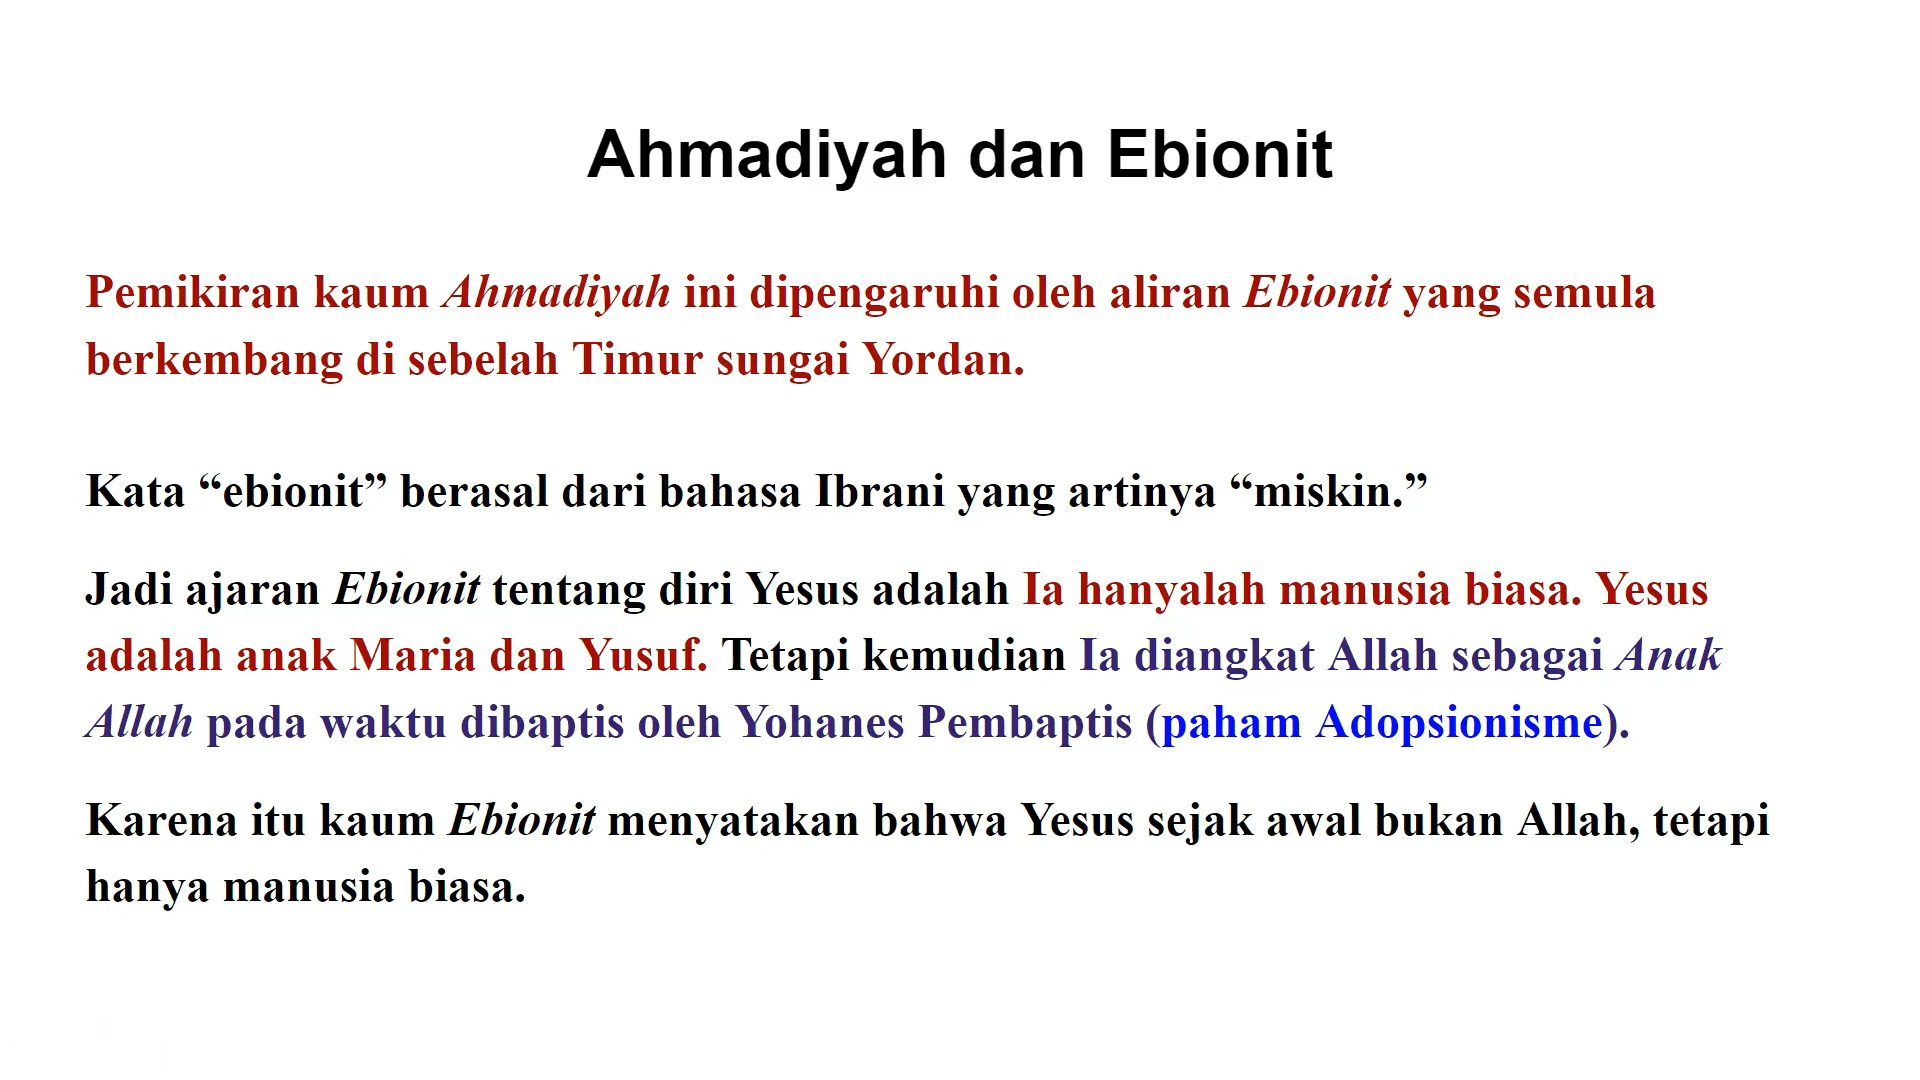 Ahmadiyah dan Ebionit
Pemikiran kaum Ahmadiyah ini dipengaruhi oleh aliran Ebionit yang semula
berkembang di sebelah Timur sungai Yordan.
Kata “ebionit” berasal dari bahasa Ibrani yang artinya “miskin.”
Jadi ajaran Ebionit tentang diri Yesus adalah Ia hanyalah manusia biasa. Yesus
adalah anak Maria dan Yusuf. Tetapi kemudian Ia diangkat Allah sebagai Anak
Allah pada waktu dibaptis oleh Yohanes Pembaptis (paham Adopsionisme).
Karena itu kaum Ebionit menyatakan bahwa Yesus sejak awal bukan Allah, tetapi
hanya manusia biasa.